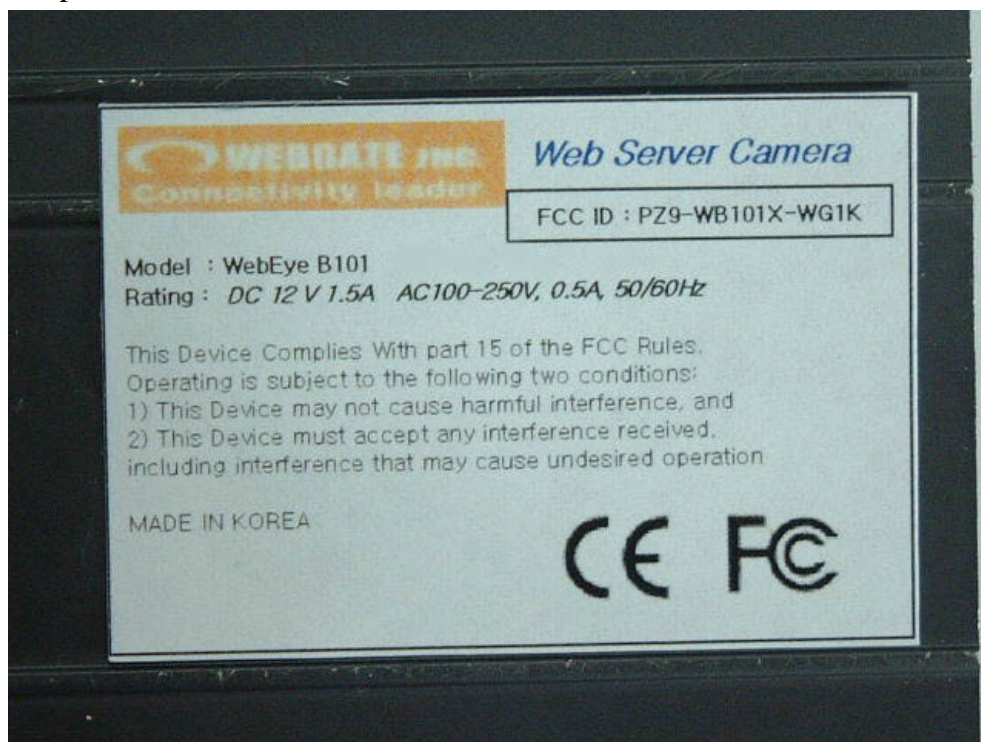 WEBGATE INC.
Connectivity leader
Web Server Camera
FCC ID : PZ9-WB101X-WG1K
Model : WebEye B101
Rating : DC 12 V 1.5A AC100-250V, 0.5A, 50/60Hz
This Device Complies With part 15 of the FCC Rules.
Operating is subject to the following two conditions:
1) This Device may not cause harmful interference, and
2) This Device must accept any interference received,
including interference that may cause undesired operation
MADE IN KOREA
CE FC